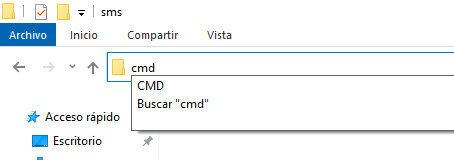 sms
Archivo Inicio Compartir Vista
cmd
CMD
Buscar "cmd"
Acceso rápido
Escritorio